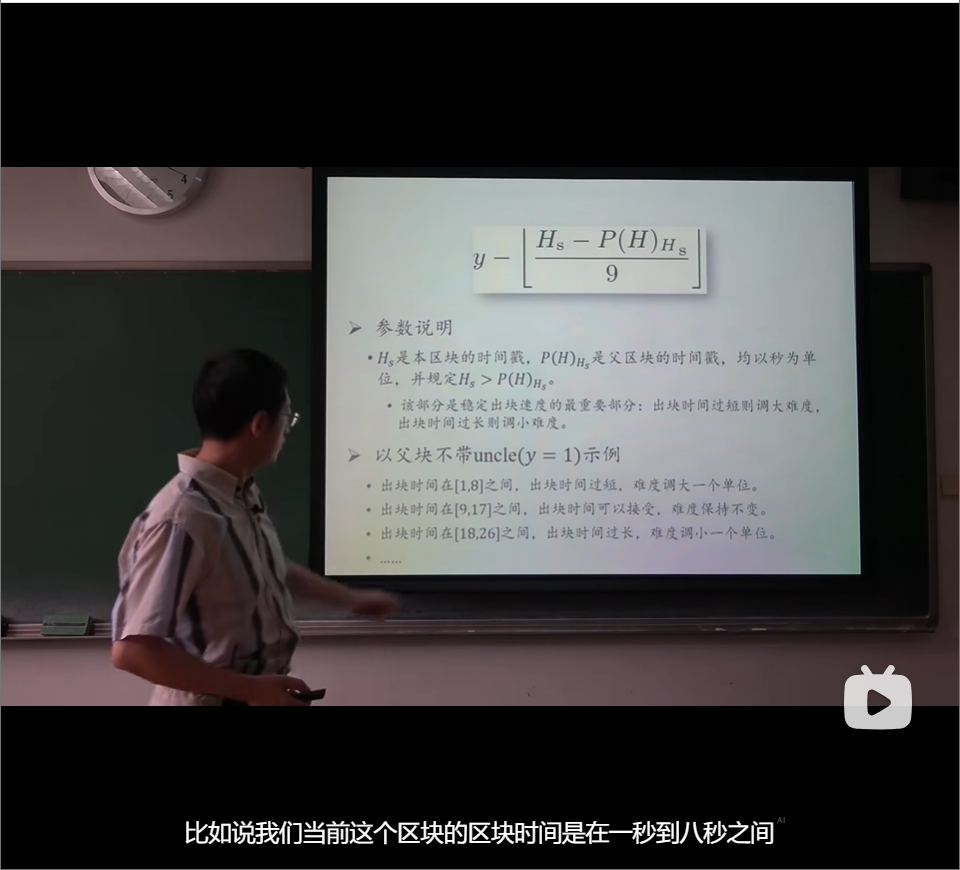 4
5
y − ⌊ (H_s − P(H)_{H_s}) / 9 ⌋
➢ 参数说明
• H_s是本区块的时间戳，P(H)_{H_s}是父区块的时间戳，均以秒为单
位，并规定H_s > P(H)_{H_s}。
• 该部分是稳定出块速度的最重要部分：出块时间过短则调大难度，
出块时间过长则调小难度。
➢ 以父块不带uncle(y = 1)示例
• 出块时间在[1,8]之间，出块时间过短，难度调大一个单位。
• 出块时间在[9,17]之间，出块时间可以接受，难度保持不变。
• 出块时间在[18,26]之间，出块时间过长，难度调小一个单位。
• ……
比如说我们当前这个区块的区块时间是在一秒到八秒之间
AI